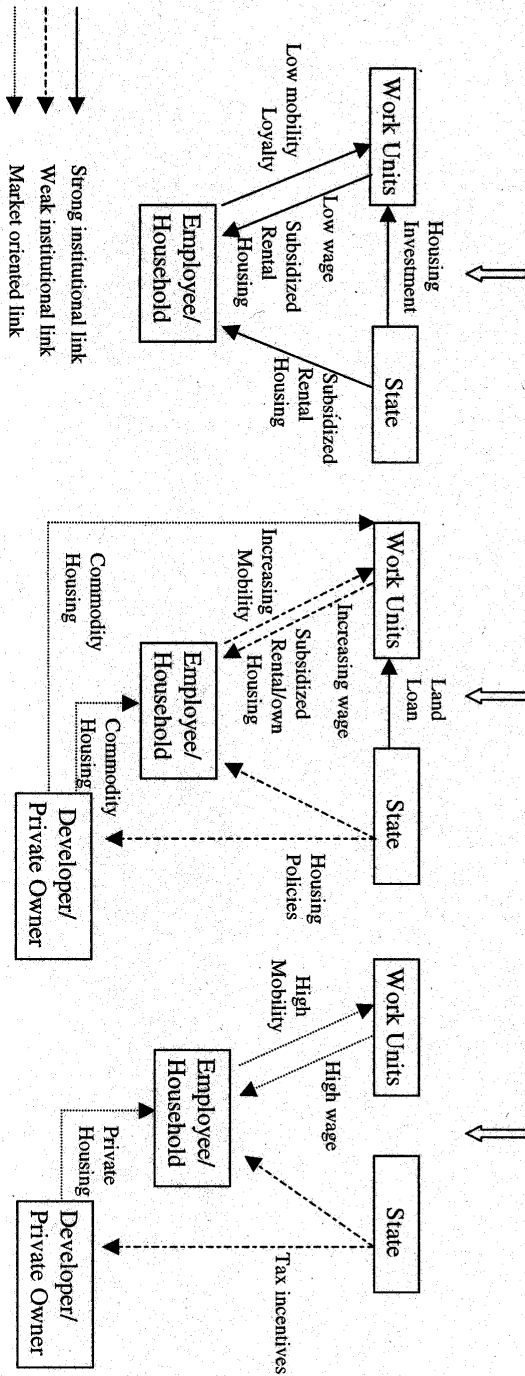 Work Units
Housing
Investment
State
Low mobility
Loyalty
Low wage
Subsidized
Rental
Housing
Subsidized
Rental
Housing
Employee/
Household
Work Units
Land
Loan
State
Increasing
Mobility
Increasing wage
Subsidized
Rental/own
Housing
Housing
Policies
Employee/
Household
Commodity
Housing
Commodity
Housing
Developer/
Private Owner
Work Units
State
High
Mobility
High wage
Tax incentives
Employee/
Household
Private
Housing
Developer/
Private Owner
Strong institutional link
Weak institutional link
Market oriented link